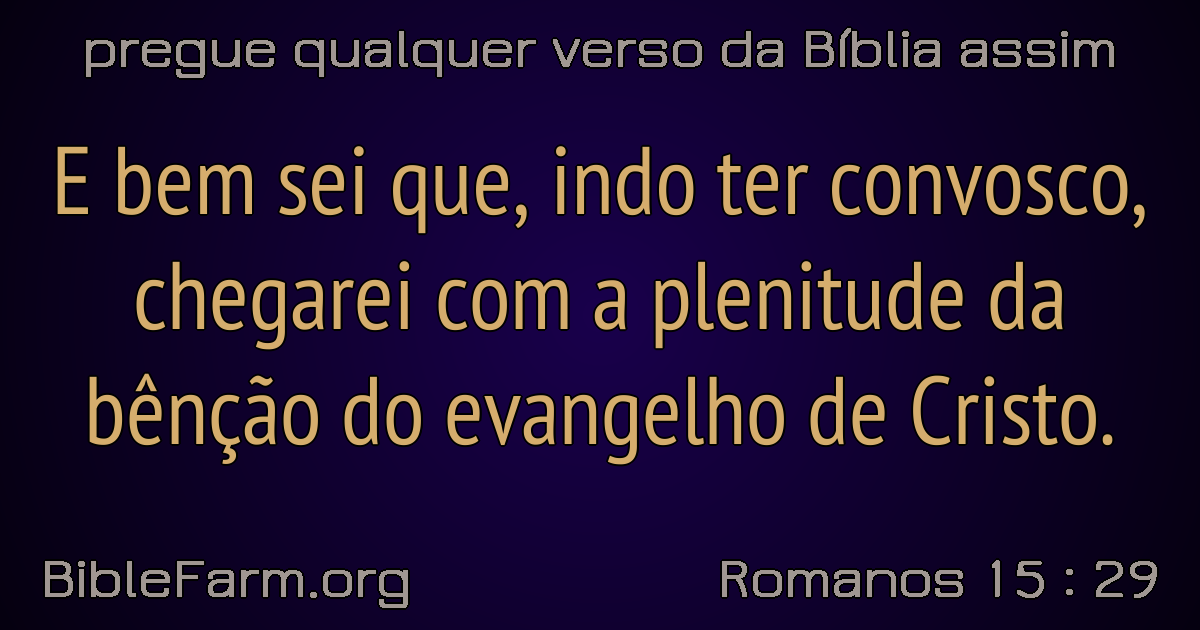 pregue qualquer verso da Bíblia assim
E bem sei que, indo ter convosco,
chegarei com a plenitude da
bênção do evangelho de Cristo.
BibleFarm.org
Romanos 15 : 29